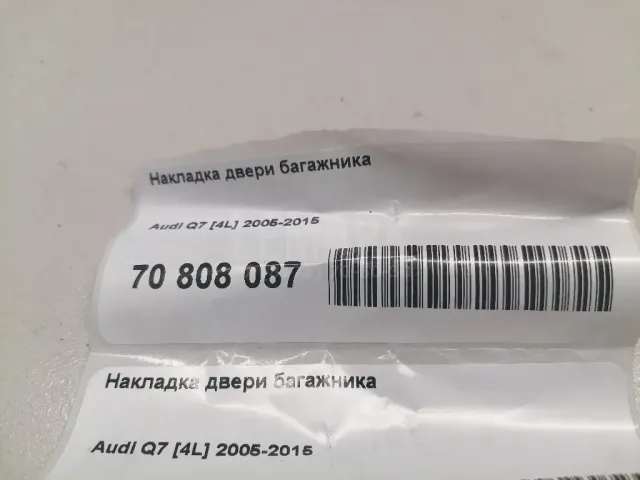 Накладка двери багажника
Audi Q7 [4L] 2005-2015
70 808 087
Накладка двери багажника
Audi Q7 [4L] 2005-2015